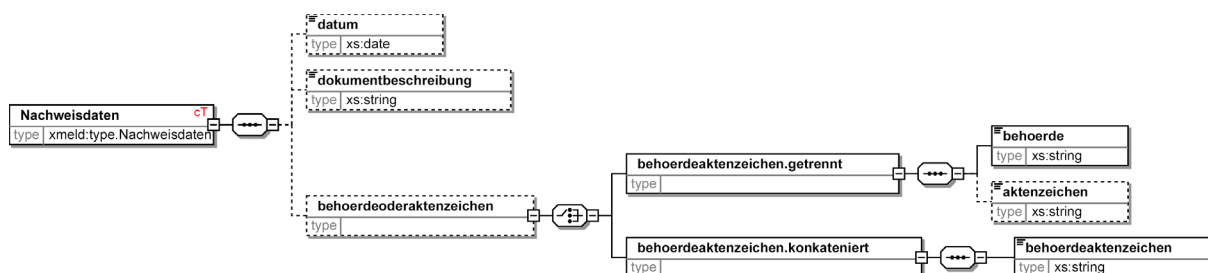 datum
type xs:date
dokumentbeschreibung
type xs:string
Nachweisdaten cT
type xmeld:type.Nachweisdaten
behoerdeoderaktenzeichen
type
behoerdeaktenzeichen.getrennt
type
behoerde
type xs:string
aktenzeichen
type xs:string
behoerdeaktenzeichen.konkateniert
type
behoerdeaktenzeichen
type xs:string